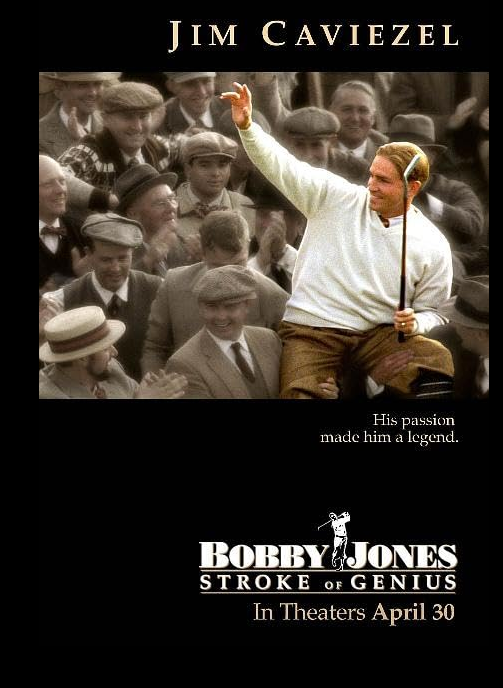 JIM CAVIEZEL
His passion
made him a legend.
BOBBY JONES
STROKE OF GENIUS
In Theaters April 30